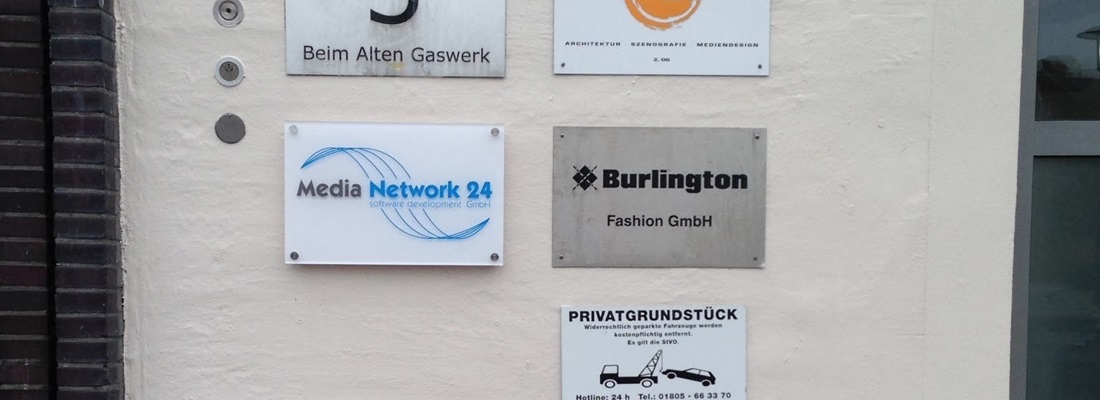 Beim Alten Gaswerk
ARCHITEKTUR SZENOGRAFIE MEDIENDESIGN
2. OG
Media Network 24
software development GmbH
Burlington
Fashion GmbH
PRIVATGRUNDSTÜCK
Widerrechtlich geparkte Fahrzeuge werden
kostenpflichtig entfernt.
Es gilt die StVO.
Hotline: 24 h Tel.: 01805 - 66 33 70